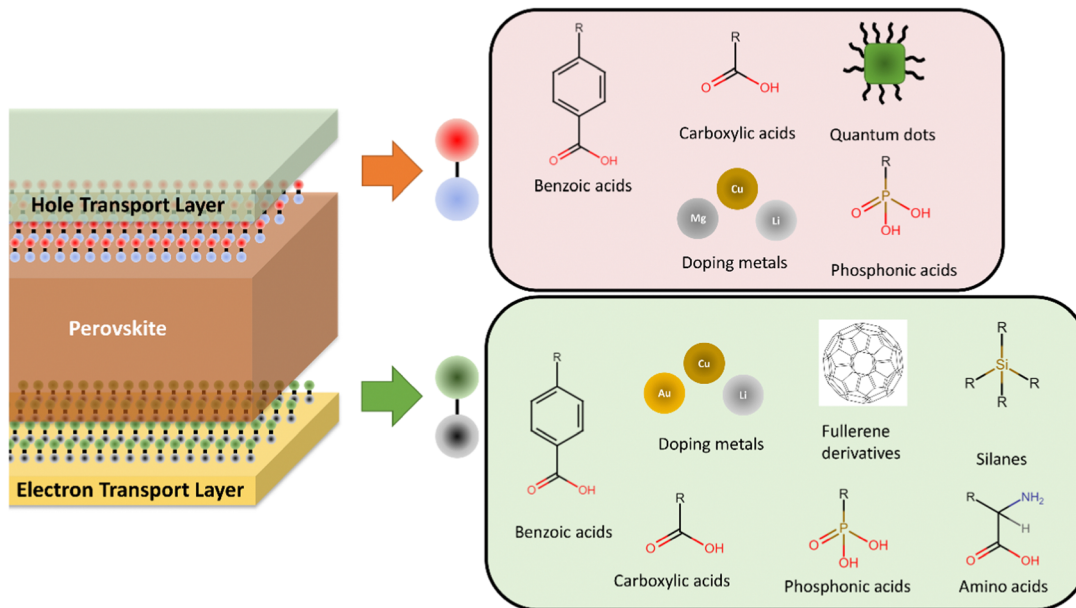 Hole Transport Layer
Perovskite
Electron Transport Layer
R
O
OH
Benzoic acids
R
O
OH
Carboxylic acids
Quantum dots
Cu
Mg
Li
Doping metals
R
P
O
OH
OH
Phosphonic acids
R
O
OH
Benzoic acids
Cu
Au
Li
Doping metals
Fullerene
derivatives
R
Si
R
R
R
Silanes
R
O
OH
Carboxylic acids
R
P
O
OH
OH
Phosphonic acids
R
NH₂
H
O
OH
Amino acids